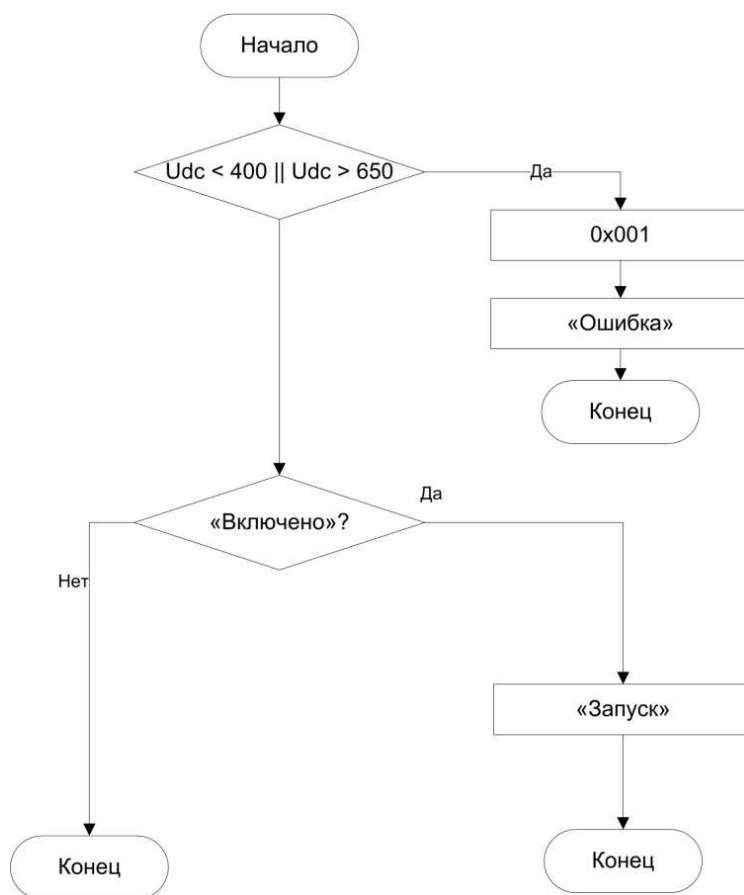 Начало
Udc < 400 || Udc > 650
Да
0x001
«Ошибка»
Конец
Да
«Включено»?
Нет
«Запуск»
Конец
Конец